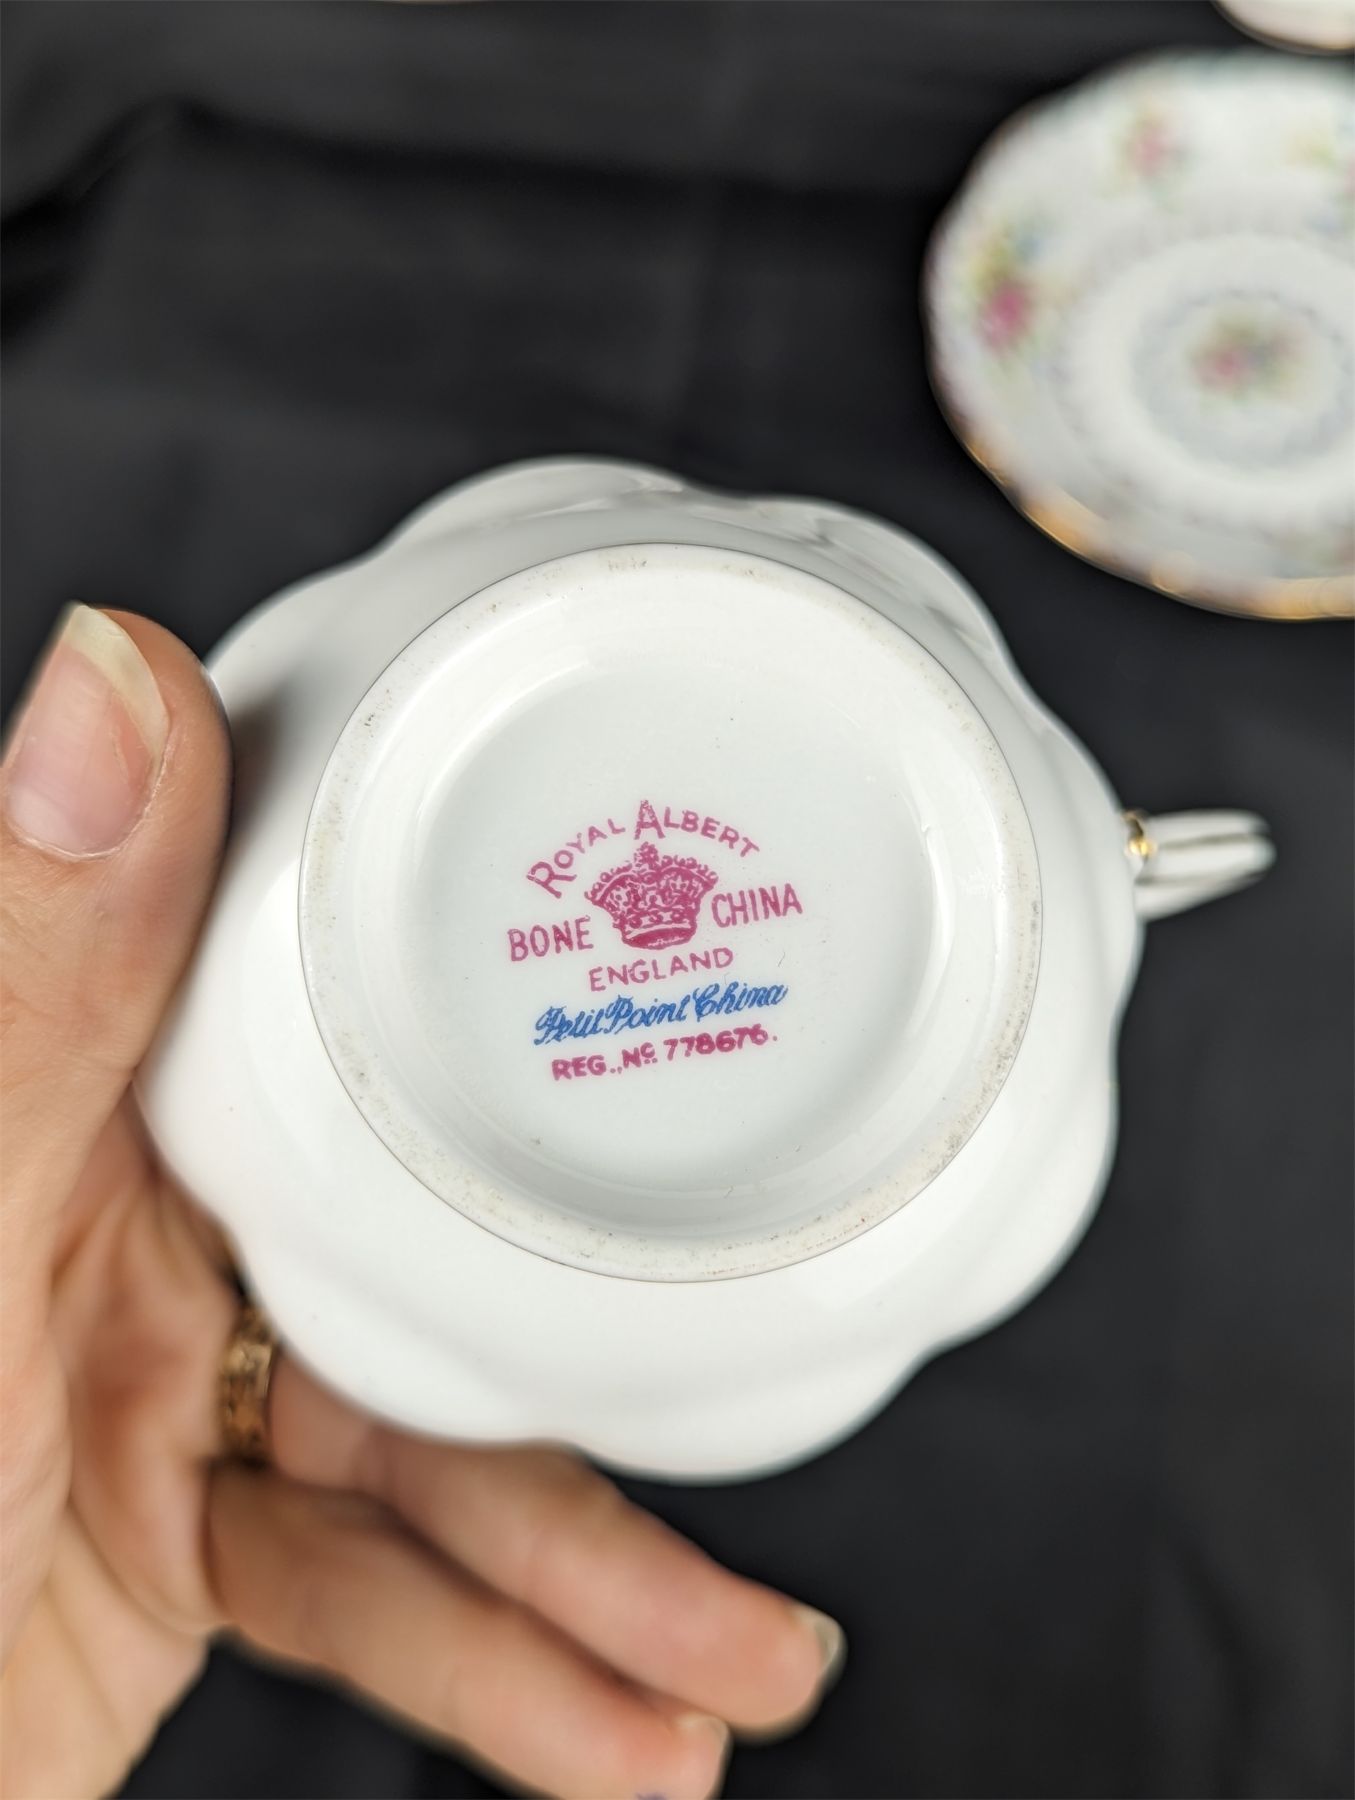 ROYAL ALBERT
BONE CHINA
ENGLAND
Petit Point China
REG., No. 778676.